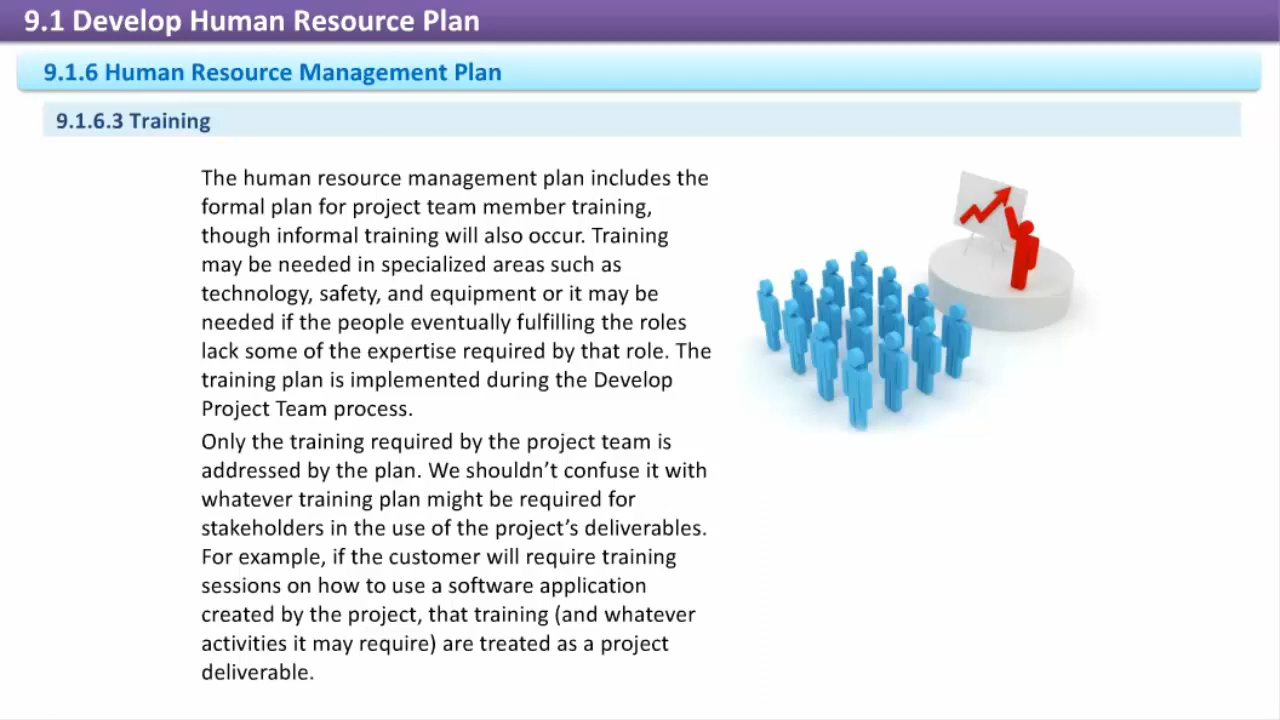 9.1 Develop Human Resource Plan
9.1.6 Human Resource Management Plan
9.1.6.3 Training
The human resource management plan includes the
formal plan for project team member training,
though informal training will also occur. Training
may be needed in specialized areas such as
technology, safety, and equipment or it may be
needed if the people eventually fulfilling the roles
lack some of the expertise required by that role. The
training plan is implemented during the Develop
Project Team process.
Only the training required by the project team is
addressed by the plan. We shouldn’t confuse it with
whatever training plan might be required for
stakeholders in the use of the project’s deliverables.
For example, if the customer will require training
sessions on how to use a software application
created by the project, that training (and whatever
activities it may require) are treated as a project
deliverable.